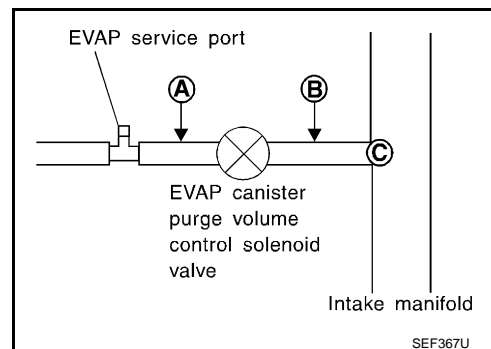 EVAP service port
A
B
C
EVAP canister
purge volume
control solenoid
valve
Intake manifold
SEF367U